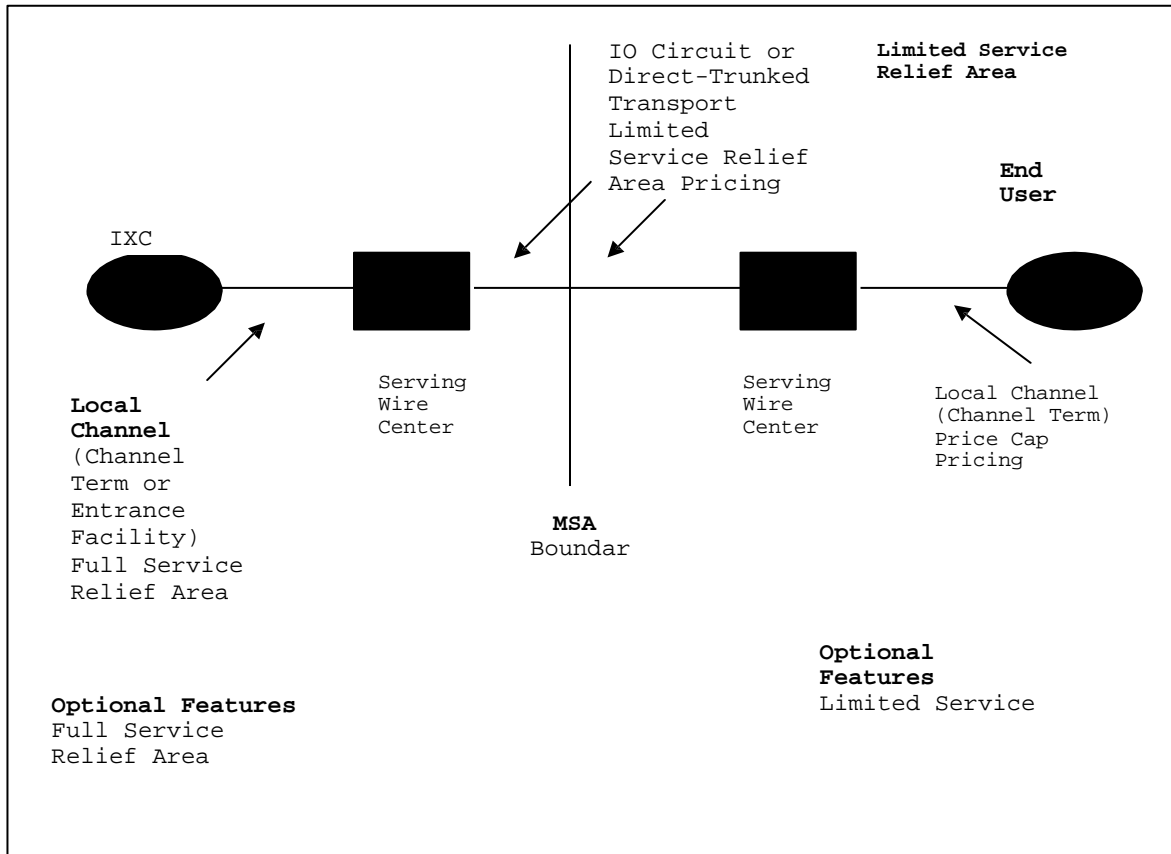 IO Circuit or
Direct-Trunked
Transport
Limited
Service Relief
Area Pricing
Limited Service
Relief Area
End
User
IXC
Serving
Wire
Center
Serving
Wire
Center
Local Channel
(Channel Term)
Price Cap
Pricing
Local
Channel
(Channel
Term or
Entrance
Facility)
Full Service
Relief Area
MSA
Boundar
Optional
Features
Limited Service
Optional Features
Full Service
Relief Area